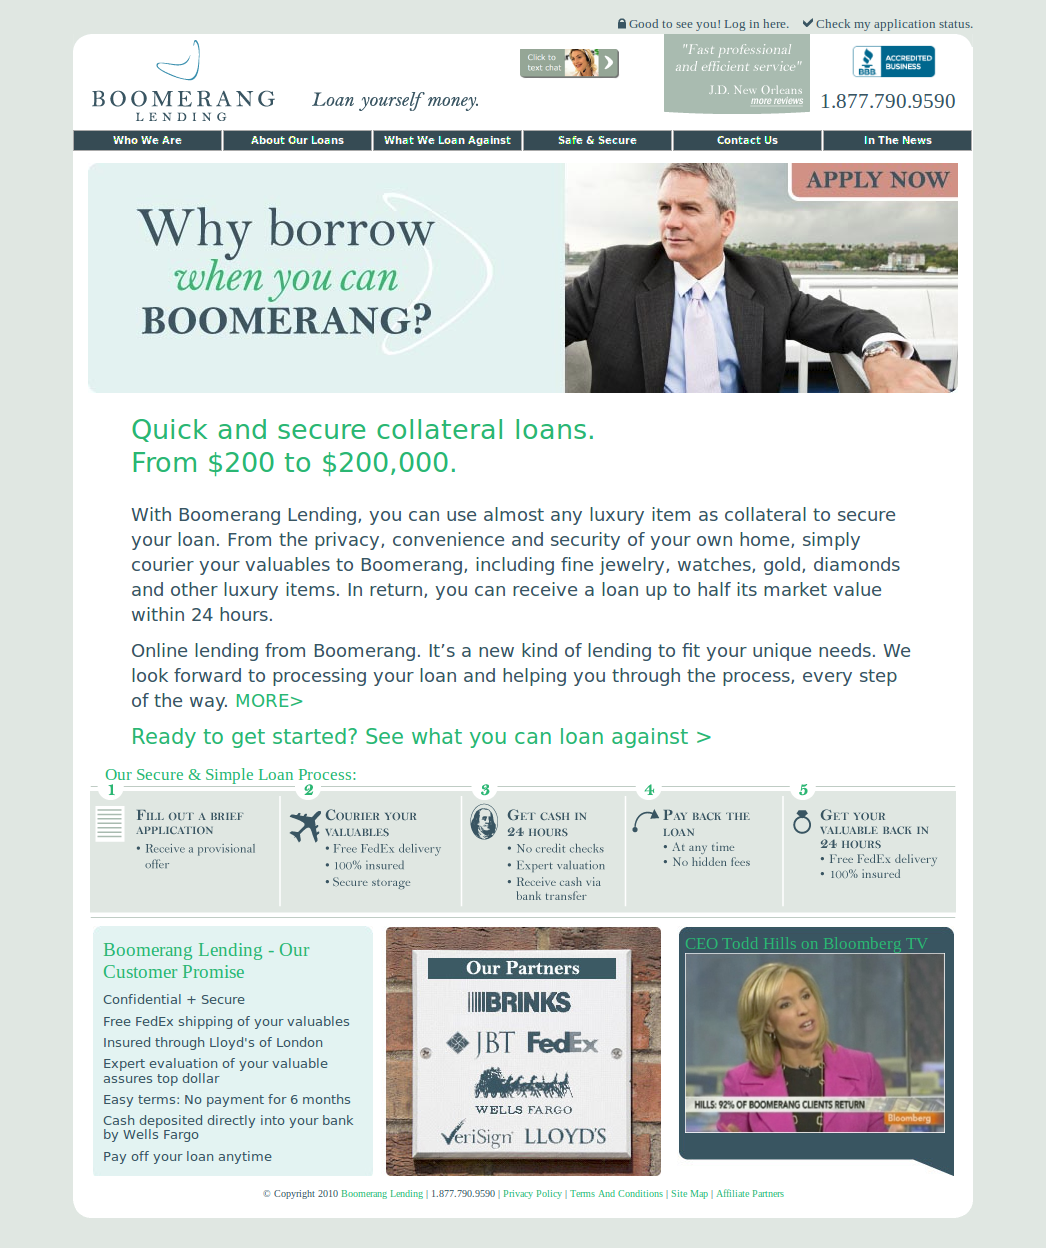 Good to see you! Log in here. Check my application status.
BOOMERANG
LENDING
Loan yourself money.
Click to
text chat
"Fast professional
and efficient service"
J.D. New Orleans
more reviews
BBB
ACCREDITED
BUSINESS
1.877.790.9590
Who We Are
About Our Loans
What We Loan Against
Safe & Secure
Contact Us
In The News
Why borrow
when you can
BOOMERANG?
APPLY NOW
Quick and secure collateral loans.
From $200 to $200,000.
With Boomerang Lending, you can use almost any luxury item as collateral to secure
your loan. From the privacy, convenience and security of your own home, simply
courier your valuables to Boomerang, including fine jewelry, watches, gold, diamonds
and other luxury items. In return, you can receive a loan up to half its market value
within 24 hours.
Online lending from Boomerang. It’s a new kind of lending to fit your unique needs. We
look forward to processing your loan and helping you through the process, every step
of the way. MORE>
Ready to get started? See what you can loan against >
Our Secure & Simple Loan Process:
1
Fill out a brief
application
• Receive a provisional
offer
2
Courier your
valuables
• Free FedEx delivery
• 100% insured
• Secure storage
3
Get cash in
24 hours
• No credit checks
• Expert valuation
• Receive cash via
bank transfer
4
Pay back the
loan
• At any time
• No hidden fees
5
Get your
valuable back in
24 hours
• Free FedEx delivery
• 100% insured
Boomerang Lending - Our
Customer Promise
Confidential + Secure
Free FedEx shipping of your valuables
Insured through Lloyd's of London
Expert evaluation of your valuable
assures top dollar
Easy terms: No payment for 6 months
Cash deposited directly into your bank
by Wells Fargo
Pay off your loan anytime
Our Partners
BRINKS
JBT FedEx
WELLS FARGO
VeriSign LLOYD'S
CEO Todd Hills on Bloomberg TV
HILLS: 92% OF BOOMERANG CLIENTS RETURN
Bloomberg
© Copyright 2010 Boomerang Lending | 1.877.790.9590 | Privacy Policy | Terms And Conditions | Site Map | Affiliate Partners